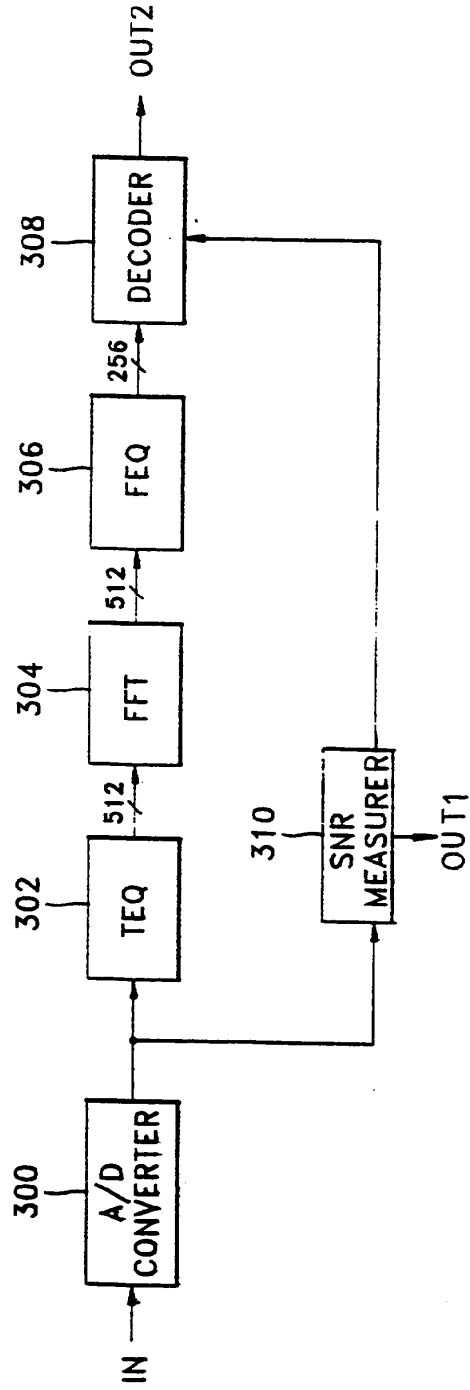 300
302
304
306
308
IN
A/D
CONVERTER
TEQ
512
FFT
512
FEQ
256
DECODER
OUT2
310
SNR
MEASURER
OUT1